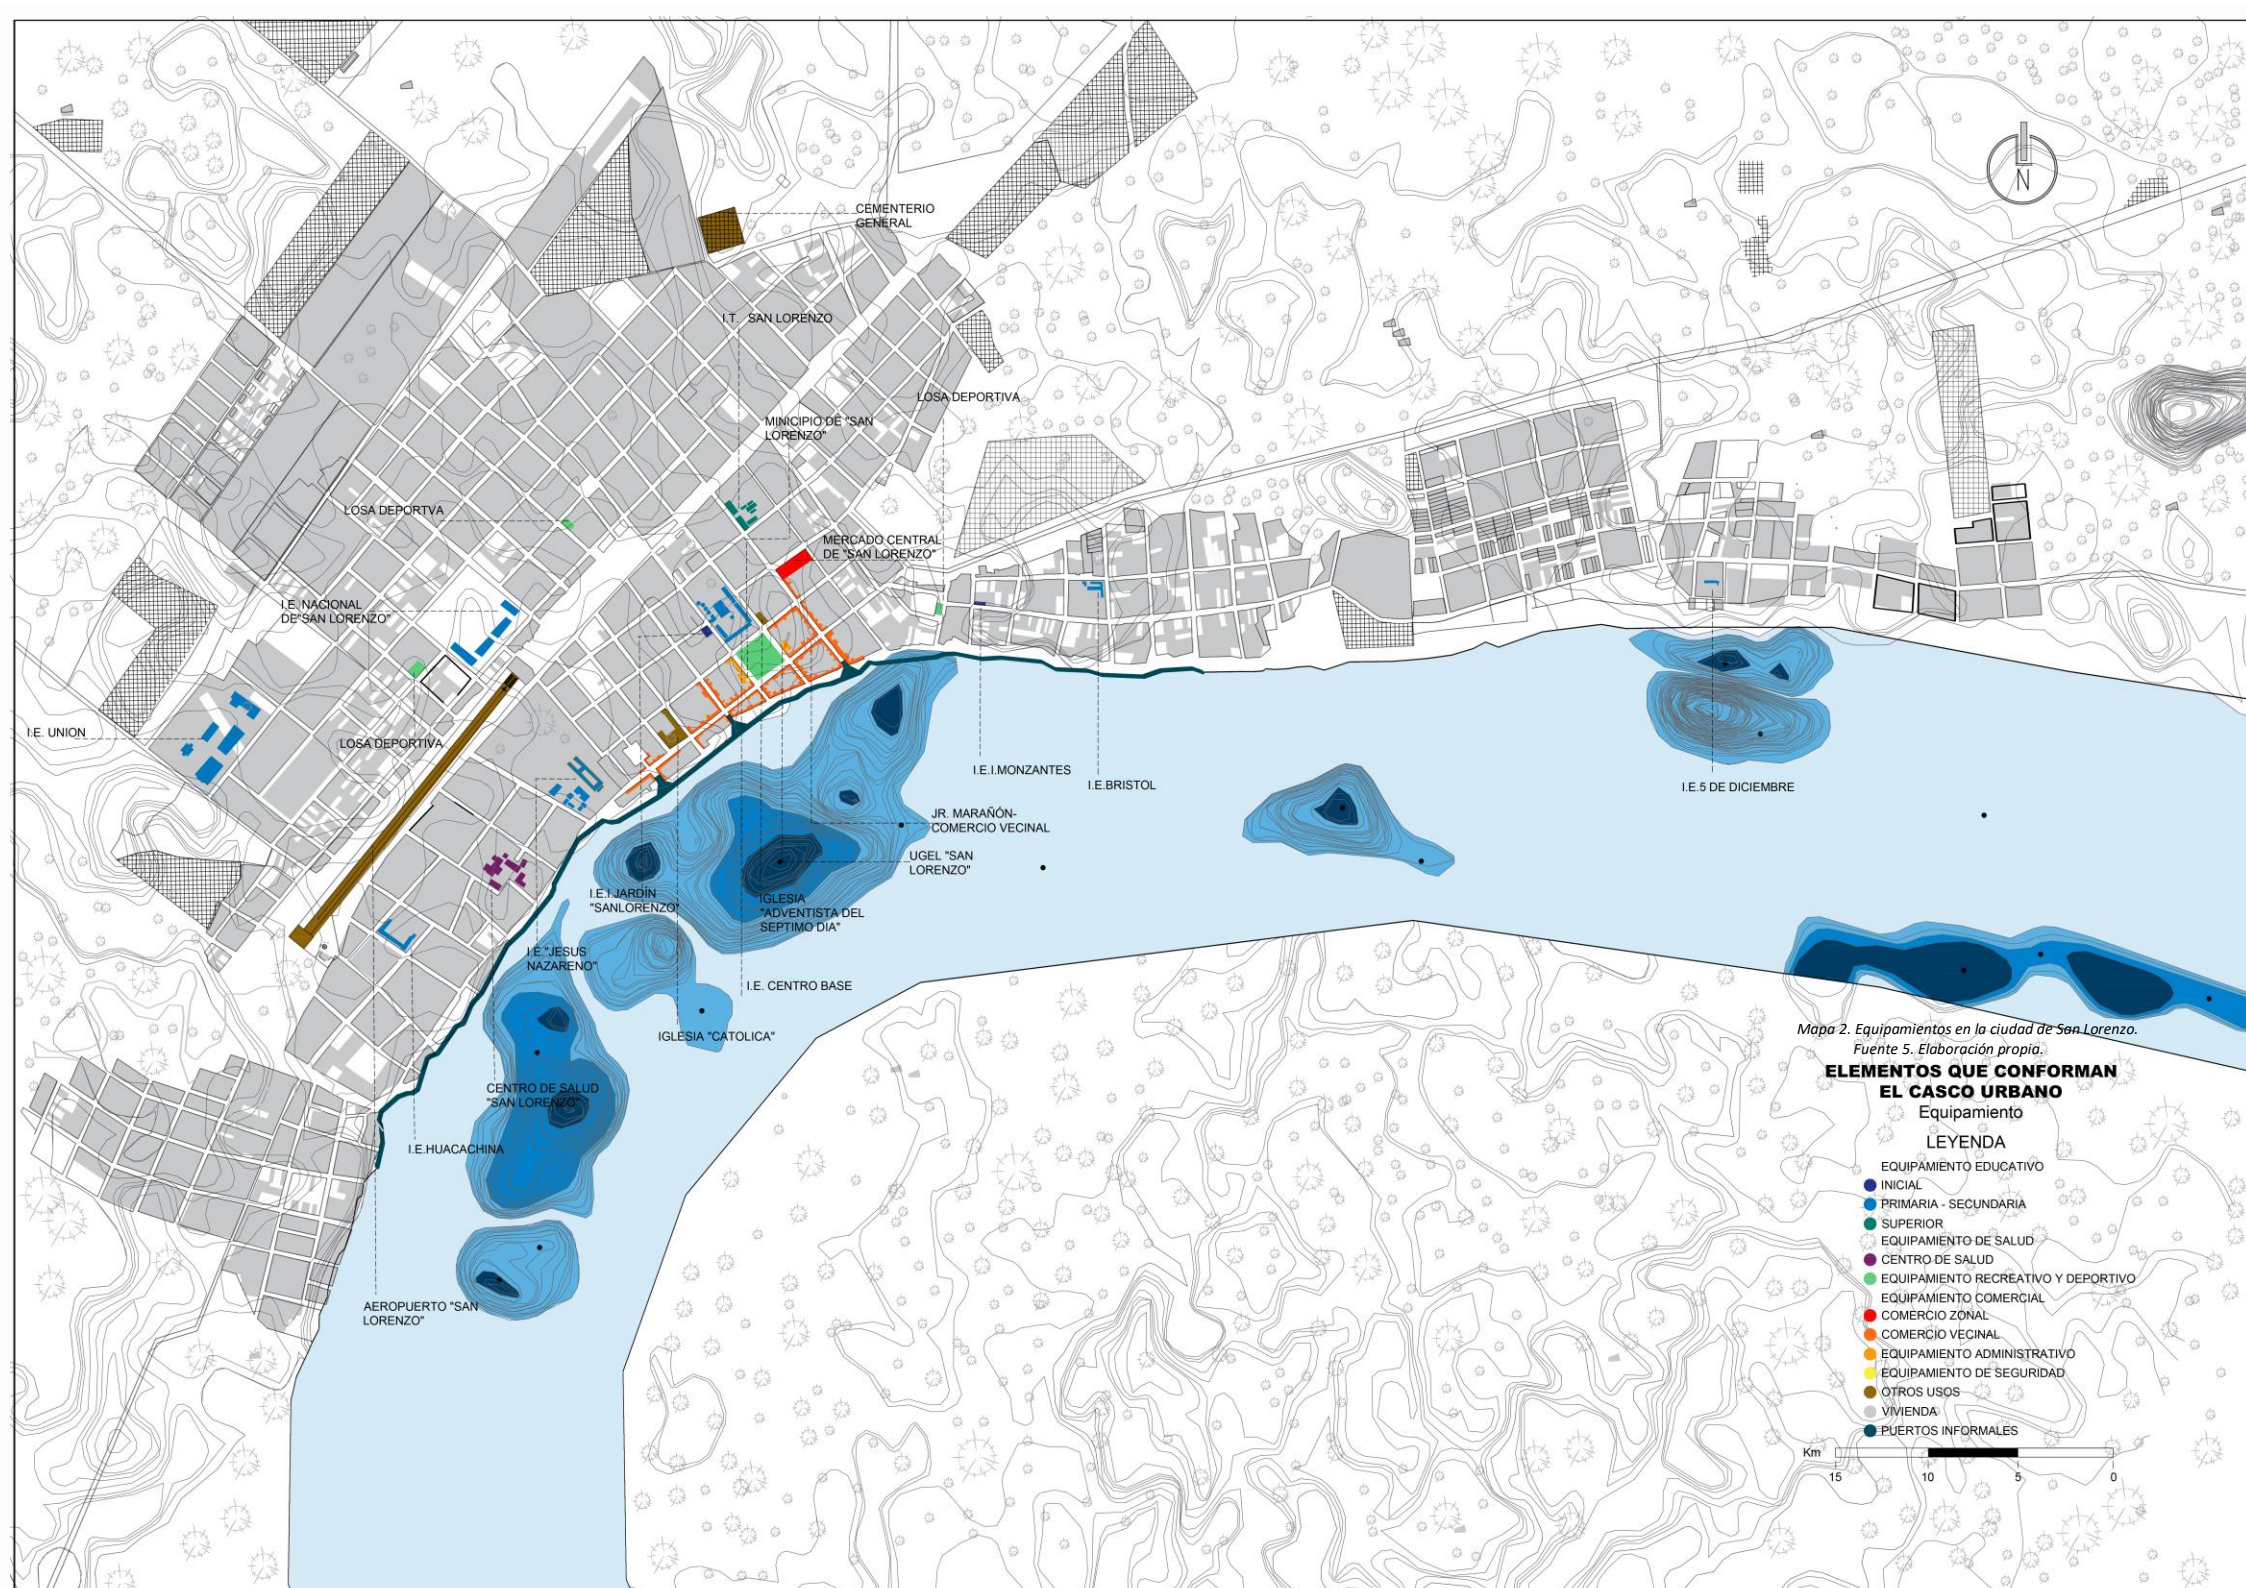 N
CEMENTERIO
GENERAL
I.T. SAN LORENZO
LOSA DEPORTIVA
MINICIPIO DE "SAN
LORENZO"
LOSA DEPORTVA
MERCADO CENTRAL
DE "SAN LORENZO"
I.E. NACIONAL
DE"SAN LORENZO"
I.E. UNION
LOSA DEPORTIVA
I.E.I.MONZANTES
I.E.BRISTOL
I.E.5 DE DICIEMBRE
JR. MARAÑÓN-
COMERCIO VECINAL
UGEL "SAN
LORENZO"
I.E.I.JARDÍN
"SANLORENZO"
IGLESIA
"ADVENTISTA DEL
SEPTIMO DIA"
I.E."JESUS
NAZARENO"
I.E. CENTRO BASE
IGLESIA "CATOLICA"
CENTRO DE SALUD
"SAN LORENZO"
I.E.HUACACHINA
AEROPUERTO "SAN
LORENZO"
Mapa 2. Equipamientos en la ciudad de San Lorenzo.
Fuente 5. Elaboración propia.
ELEMENTOS QUE CONFORMAN
EL CASCO URBANO
Equipamiento
LEYENDA
EQUIPAMIENTO EDUCATIVO
INICIAL
PRIMARIA - SECUNDARIA
SUPERIOR
EQUIPAMIENTO DE SALUD
CENTRO DE SALUD
EQUIPAMIENTO RECREATIVO Y DEPORTIVO
EQUIPAMIENTO COMERCIAL
COMERCIO ZONAL
COMERCIO VECINAL
EQUIPAMIENTO ADMINISTRATIVO
EQUIPAMIENTO DE SEGURIDAD
OTROS USOS
VIVIENDA
PUERTOS INFORMALES
Km
15 10 5 0